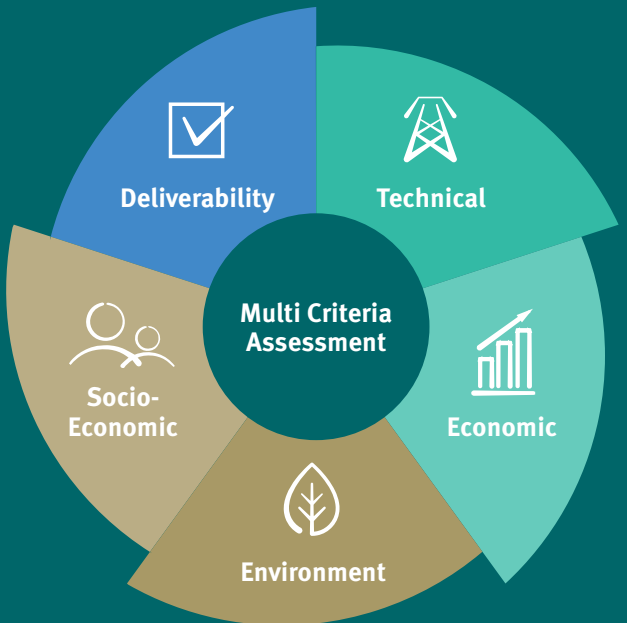 Deliverability
Technical
Multi Criteria
Assessment
Socio-
Economic
Economic
Environment